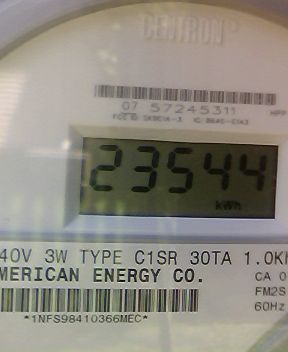 CENTRON®
07 57245311
23544
kWh
40V 3W TYPE C1SR 30TA 1.0Kh
MERICAN ENERGY CO.
CA 0
FM2S
60Hz
*1NFS98410366MEC*